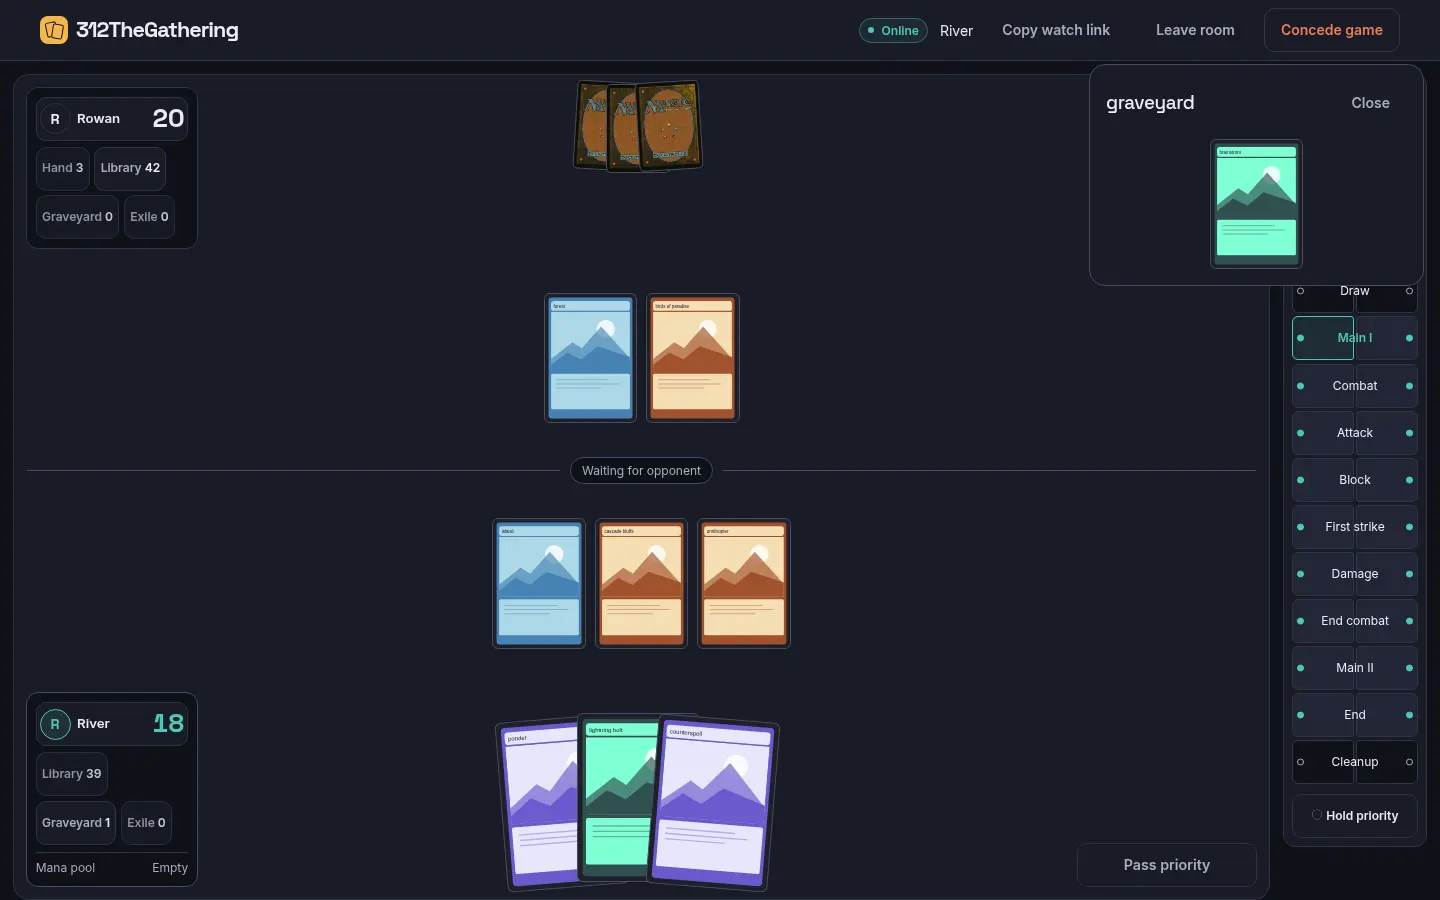 312TheGathering
Online
River
Copy watch link
Leave room
Concede game
R
Rowan
20
Hand 3
Library 42
Graveyard 0
Exile 0
graveyard
Close
brainstorm
forest
birds of paradise
Waiting for opponent
island
cascade bluffs
ornithopter
R
River
18
Library 39
Graveyard 1
Exile 0
Mana pool
Empty
ponder
lightning bolt
counterspell
Pass priority
Draw
Main I
Combat
Attack
Block
First strike
Damage
End combat
Main II
End
Cleanup
Hold priority